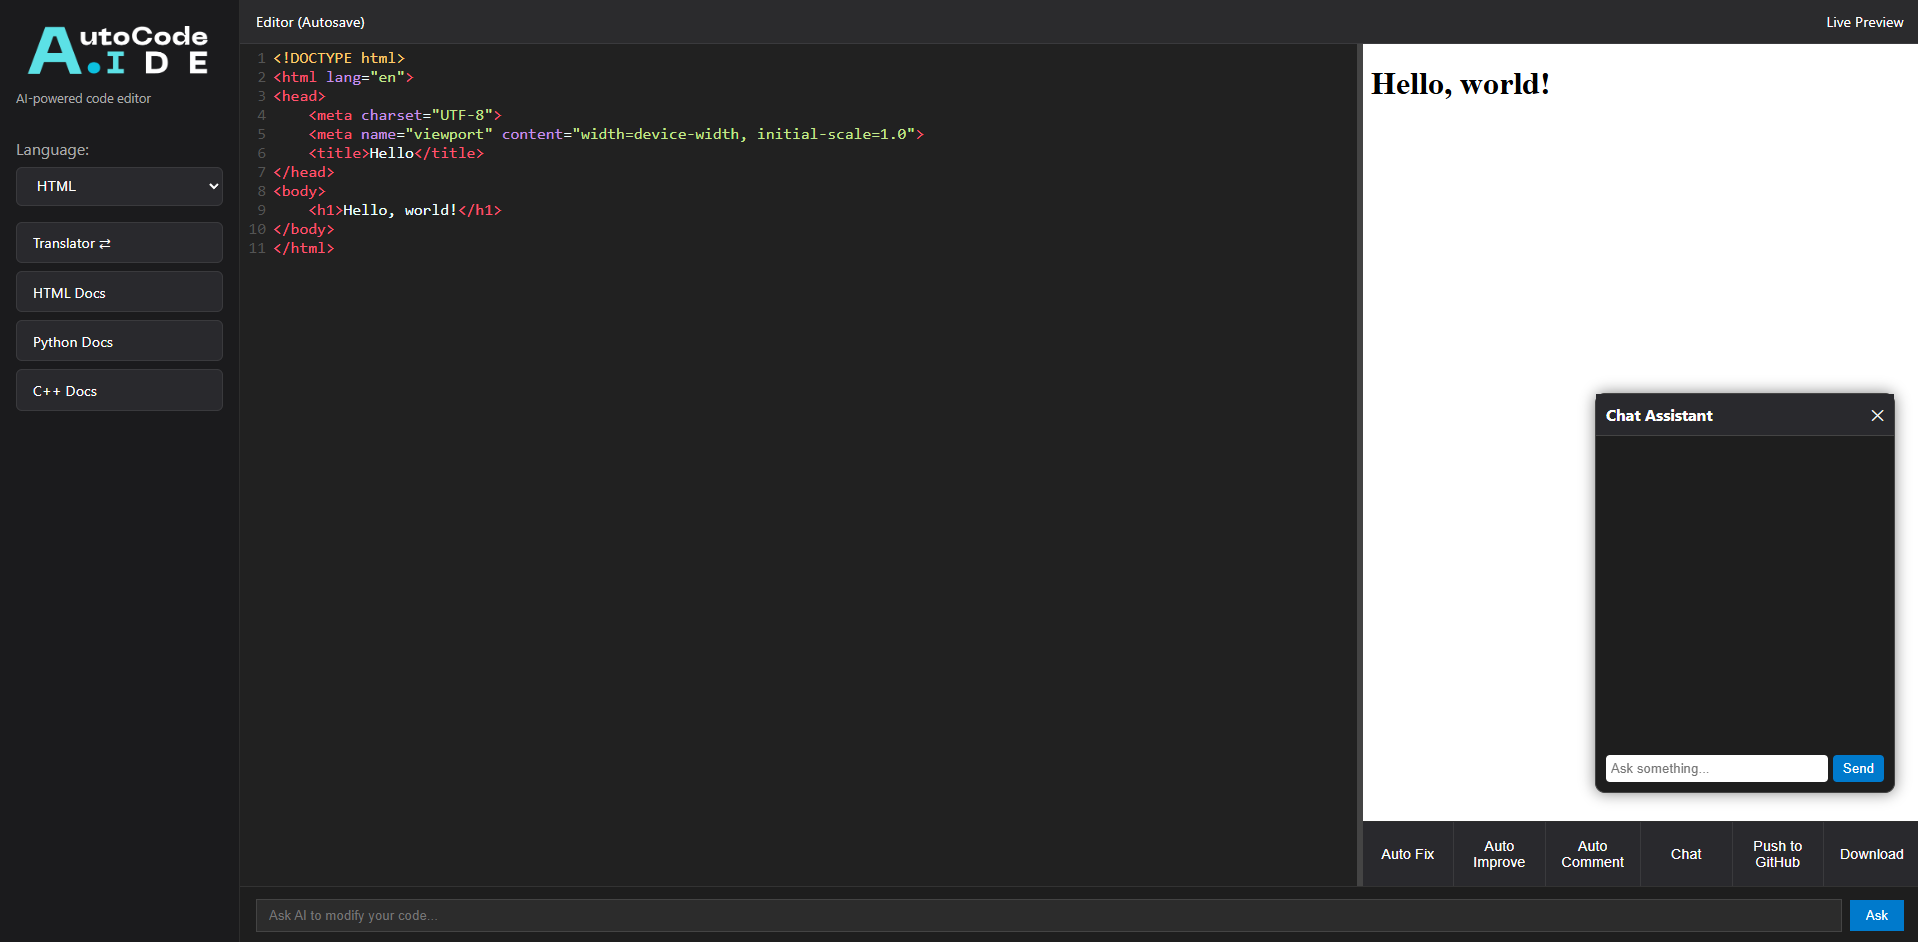 AutoCode
.IDE
AI-powered code editor
Language:
HTML
Translator ⇄
HTML Docs
Python Docs
C++ Docs
Editor (Autosave)
Live Preview
1 <!DOCTYPE html>
2 <html lang="en">
3 <head>
4     <meta charset="UTF-8">
5     <meta name="viewport" content="width=device-width, initial-scale=1.0">
6     <title>Hello</title>
7 </head>
8 <body>
9     <h1>Hello, world!</h1>
10 </body>
11 </html>
Hello, world!
Chat Assistant
Ask something...
Send
Auto Fix
Auto
Improve
Auto
Comment
Chat
Push to
GitHub
Download
Ask AI to modify your code...
Ask